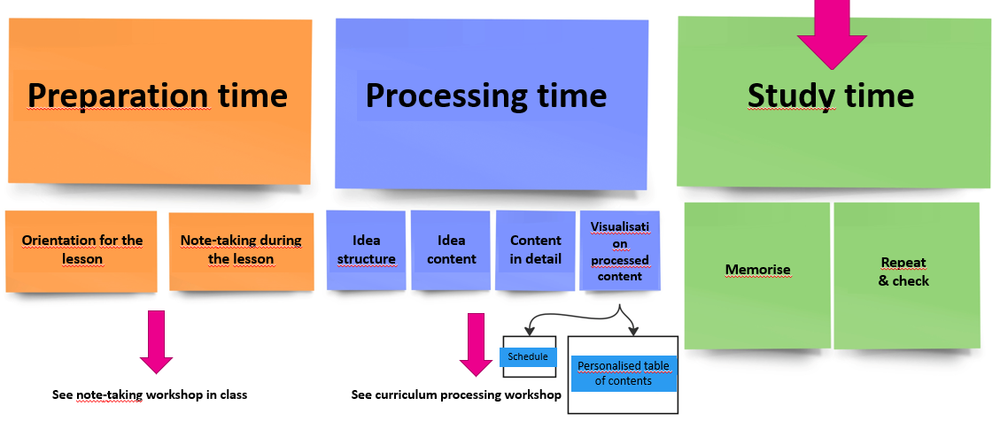 Preparation time
Processing time
Study time
Orientation for the
lesson
Note-taking during
the lesson
Idea
structure
Idea
content
Content
in detail
Visualisati
on
processed
content
Memorise
Repeat
& check
Schedule
Personalised table
of contents
See note-taking workshop in class
See curriculum processing workshop